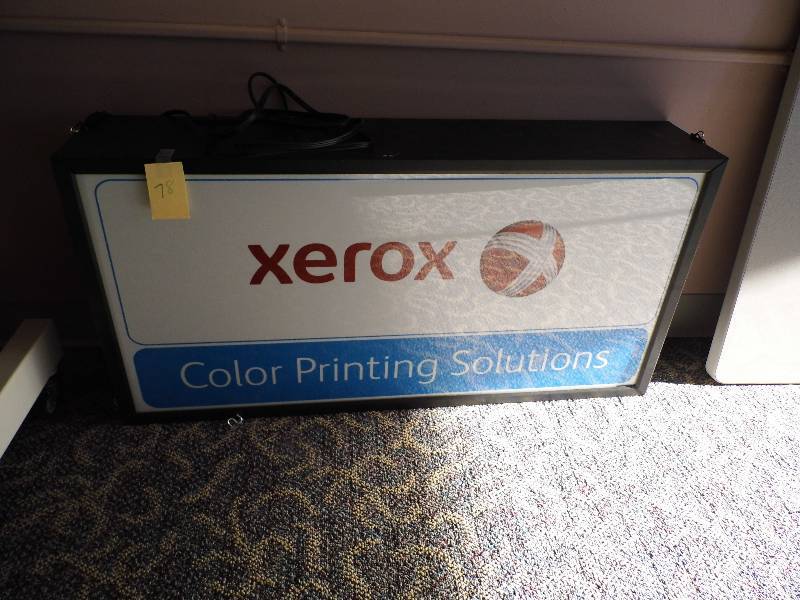 78
xerox
Color Printing Solutions